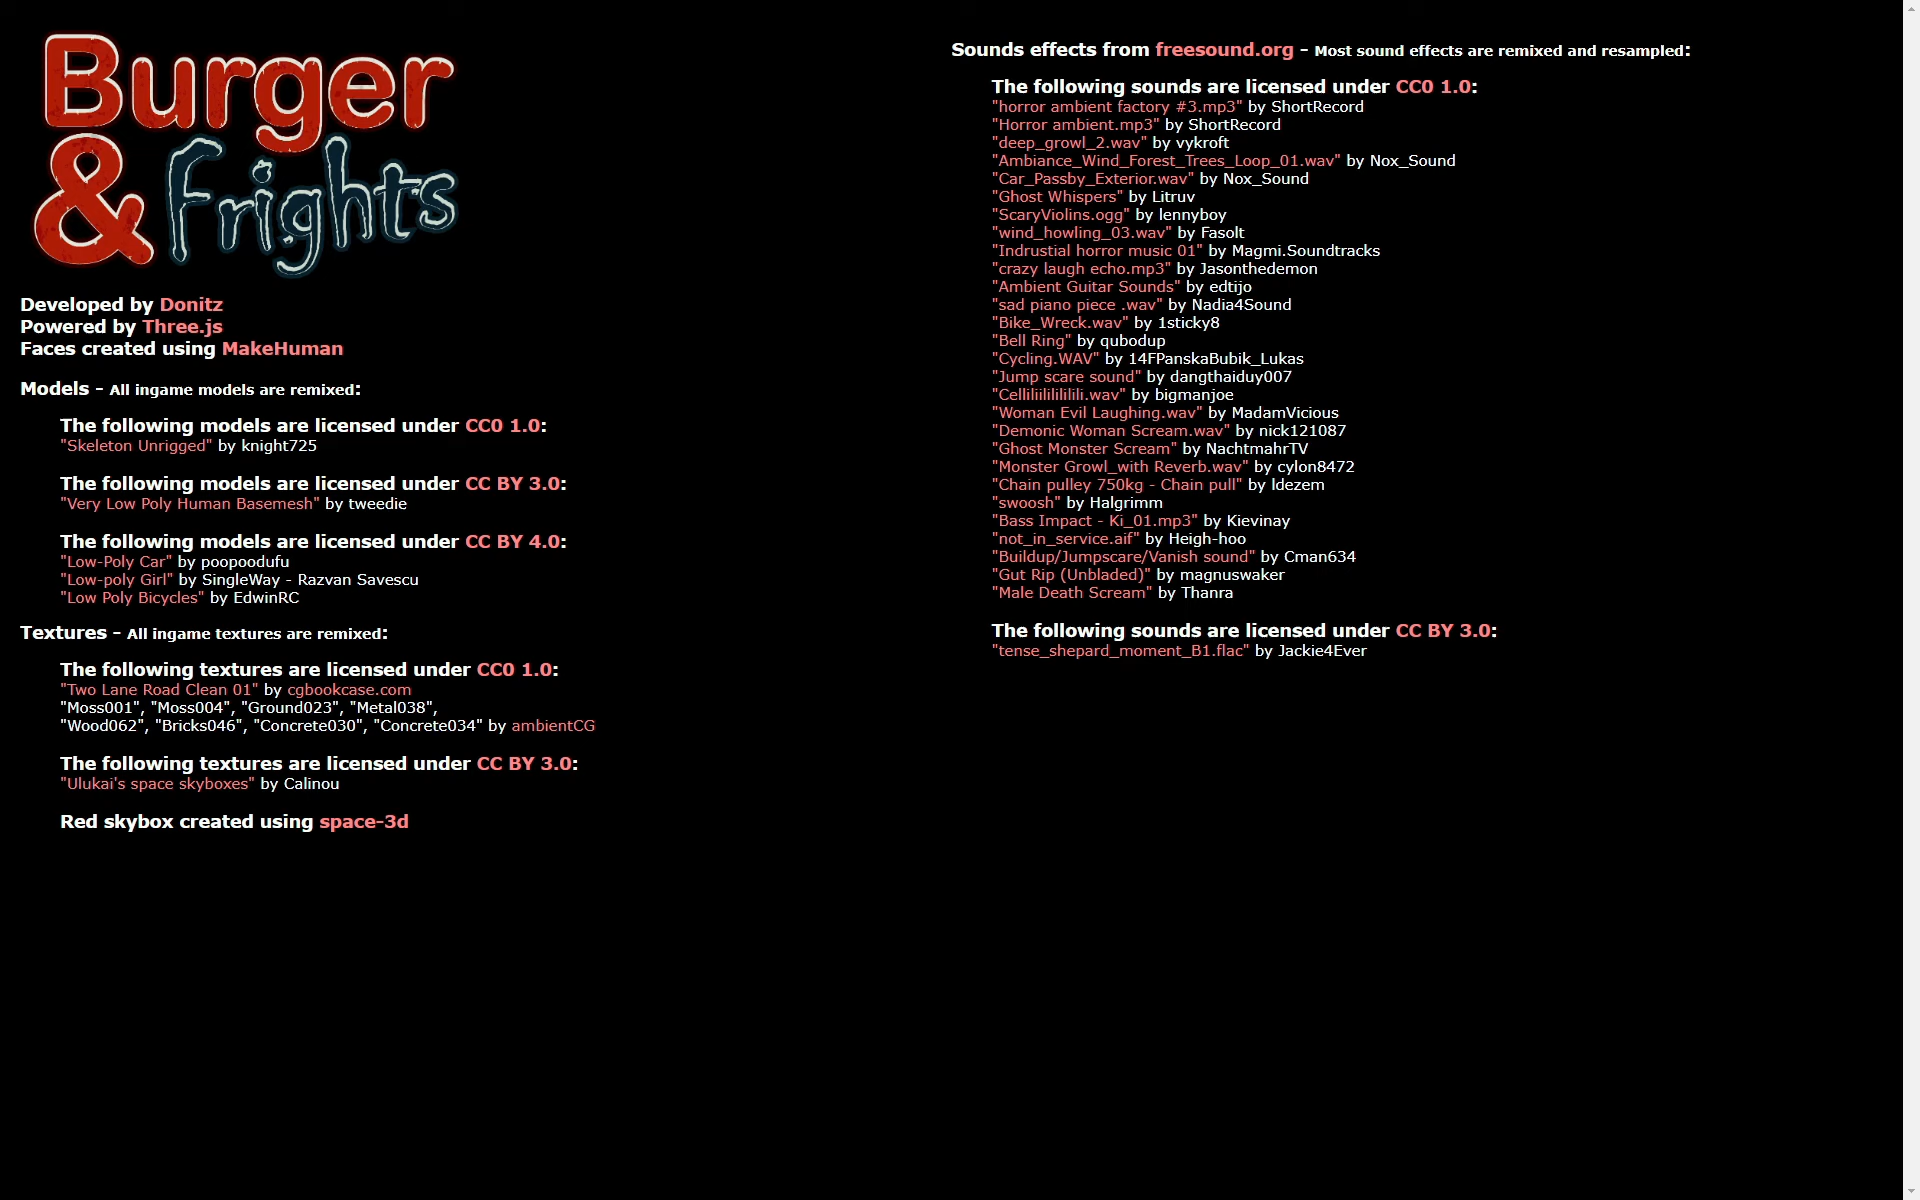 Burger
& Frights
Developed by Donitz
Powered by Three.js
Faces created using MakeHuman
Models - All ingame models are remixed:
The following models are licensed under CC0 1.0:
"Skeleton Unrigged" by knight725
The following models are licensed under CC BY 3.0:
"Very Low Poly Human Basemesh" by tweedie
The following models are licensed under CC BY 4.0:
"Low-Poly Car" by poopoodufu
"Low-poly Girl" by SingleWay - Razvan Savescu
"Low Poly Bicycles" by EdwinRC
Textures - All ingame textures are remixed:
The following textures are licensed under CC0 1.0:
"Two Lane Road Clean 01" by cgbookcase.com
"Moss001", "Moss004", "Ground023", "Metal038",
"Wood062", "Bricks046", "Concrete030", "Concrete034" by ambientCG
The following textures are licensed under CC BY 3.0:
"Ulukai's space skyboxes" by Calinou
Red skybox created using space-3d
Sounds effects from freesound.org - Most sound effects are remixed and resampled:
The following sounds are licensed under CC0 1.0:
"horror ambient factory #3.mp3" by ShortRecord
"Horror ambient.mp3" by ShortRecord
"deep_growl_2.wav" by vykroft
"Ambiance_Wind_Forest_Trees_Loop_01.wav" by Nox_Sound
"Car_Passby_Exterior.wav" by Nox_Sound
"Ghost Whispers" by Litruv
"ScaryViolins.ogg" by lennyboy
"wind_howling_03.wav" by Fasolt
"Indrustial horror music 01" by Magmi.Soundtracks
"crazy laugh echo.mp3" by Jasonthedemon
"Ambient Guitar Sounds" by edtijo
"sad piano piece .wav" by Nadia4Sound
"Bike_Wreck.wav" by 1sticky8
"Bell Ring" by qubodup
"Cycling.WAV" by 14FPanskaBubik_Lukas
"Jump scare sound" by dangthaiduy007
"Celliliilililililili.wav" by bigmanjoe
"Woman Evil Laughing.wav" by MadamVicious
"Demonic Woman Scream.wav" by nick121087
"Ghost Monster Scream" by NachtmahrTV
"Monster Growl_with Reverb.wav" by cylon8472
"Chain pulley 750kg - Chain pull" by ldezem
"swoosh" by Halgrimm
"Bass Impact - Ki_01.mp3" by Kievinay
"not_in_service.aif" by Heigh-hoo
"Buildup/Jumpscare/Vanish sound" by Cman634
"Gut Rip (Unbladed)" by magnuswaker
"Male Death Scream" by Thanra
The following sounds are licensed under CC BY 3.0:
"tense_shepard_moment_B1.flac" by Jackie4Ever